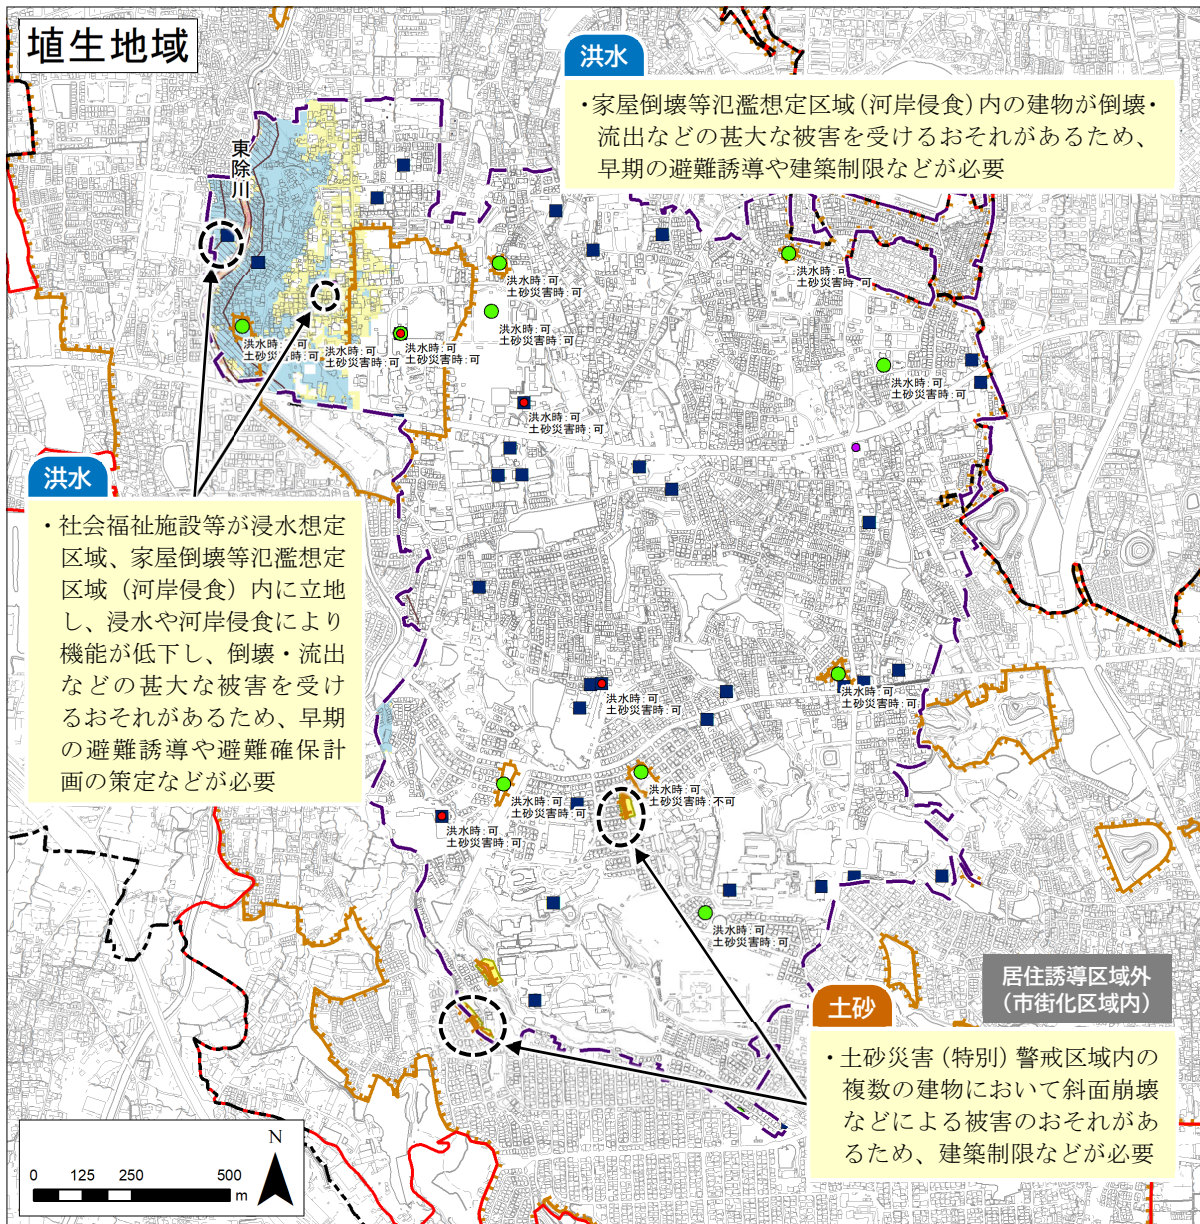 埴生地域
洪水
・家屋倒壊等氾濫想定区域(河岸侵食)内の建物が倒壊・
流出などの甚大な被害を受けるおそれがあるため、
早期の避難誘導や建築制限などが必要
東除川
洪水時：可
土砂災害時：可
洪水時：可
土砂災害時：可
洪水時：可
土砂災害時：可
洪水時：可
土砂災害時：可
洪水時：可
土砂災害時：可
洪水時：可
土砂災害時：可
洪水時：可
土砂災害時：可
洪水時：可
土砂災害時：可
洪水
・社会福祉施設等が浸水想定
区域、家屋倒壊等氾濫想定
区域（河岸侵食）内に立地
し、浸水や河岸侵食により
機能が低下し、倒壊・流出
などの甚大な被害を受け
るおそれがあるため、早期
の避難誘導や避難確保計
画の策定などが必要
洪水時：可
土砂災害時：可
洪水時：可
土砂災害時：可
洪水時：可
土砂災害時：不可
洪水時：可
土砂災害時：可
洪水時：可
土砂災害時：可
洪水時：可
土砂災害時：可
居住誘導区域外
（市街化区域内）
土砂
・土砂災害（特別）警戒区域内の
複数の建物において斜面崩壊
などによる被害のおそれがあ
るため、建築制限などが必要
N
0 125 250 500
m